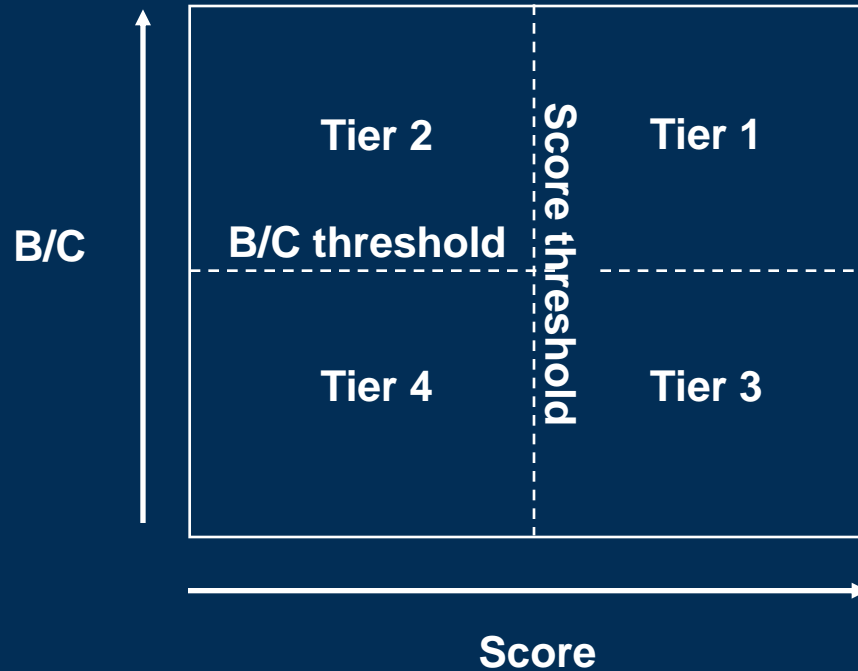 Tier 2
Tier 1
Score threshold
B/C
B/C threshold
Tier 4
Tier 3
Score